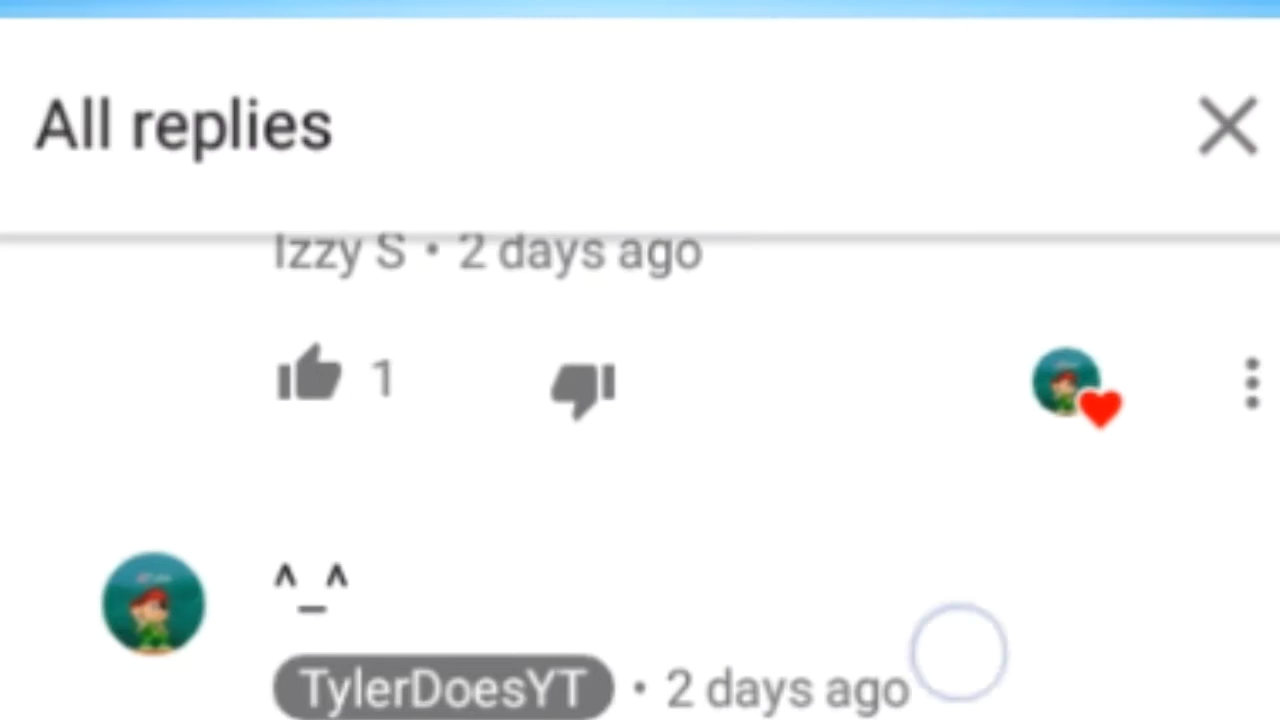 All replies
Izzy S • 2 days ago
1
^_^
TylerDoesYT • 2 days ago